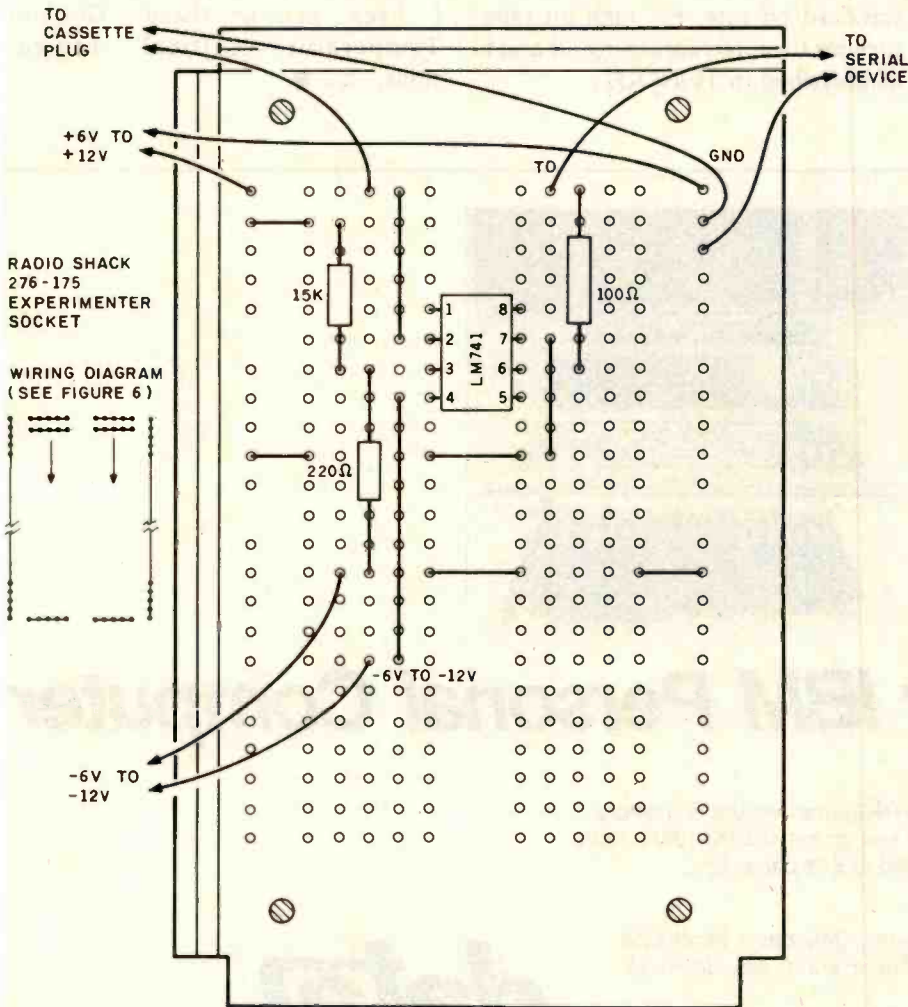 TO
CASSETTE
PLUG
TO
SERIAL
DEVICE
+6V TO
+12V
TO
GND
RADIO SHACK
276-175
EXPERIMENTER
SOCKET
15K
1
2
3
4
LM741
8
7
6
5
100Ω
WIRING DIAGRAM
(SEE FIGURE 6)
220Ω
-6V TO -12V
-6V TO
-12V